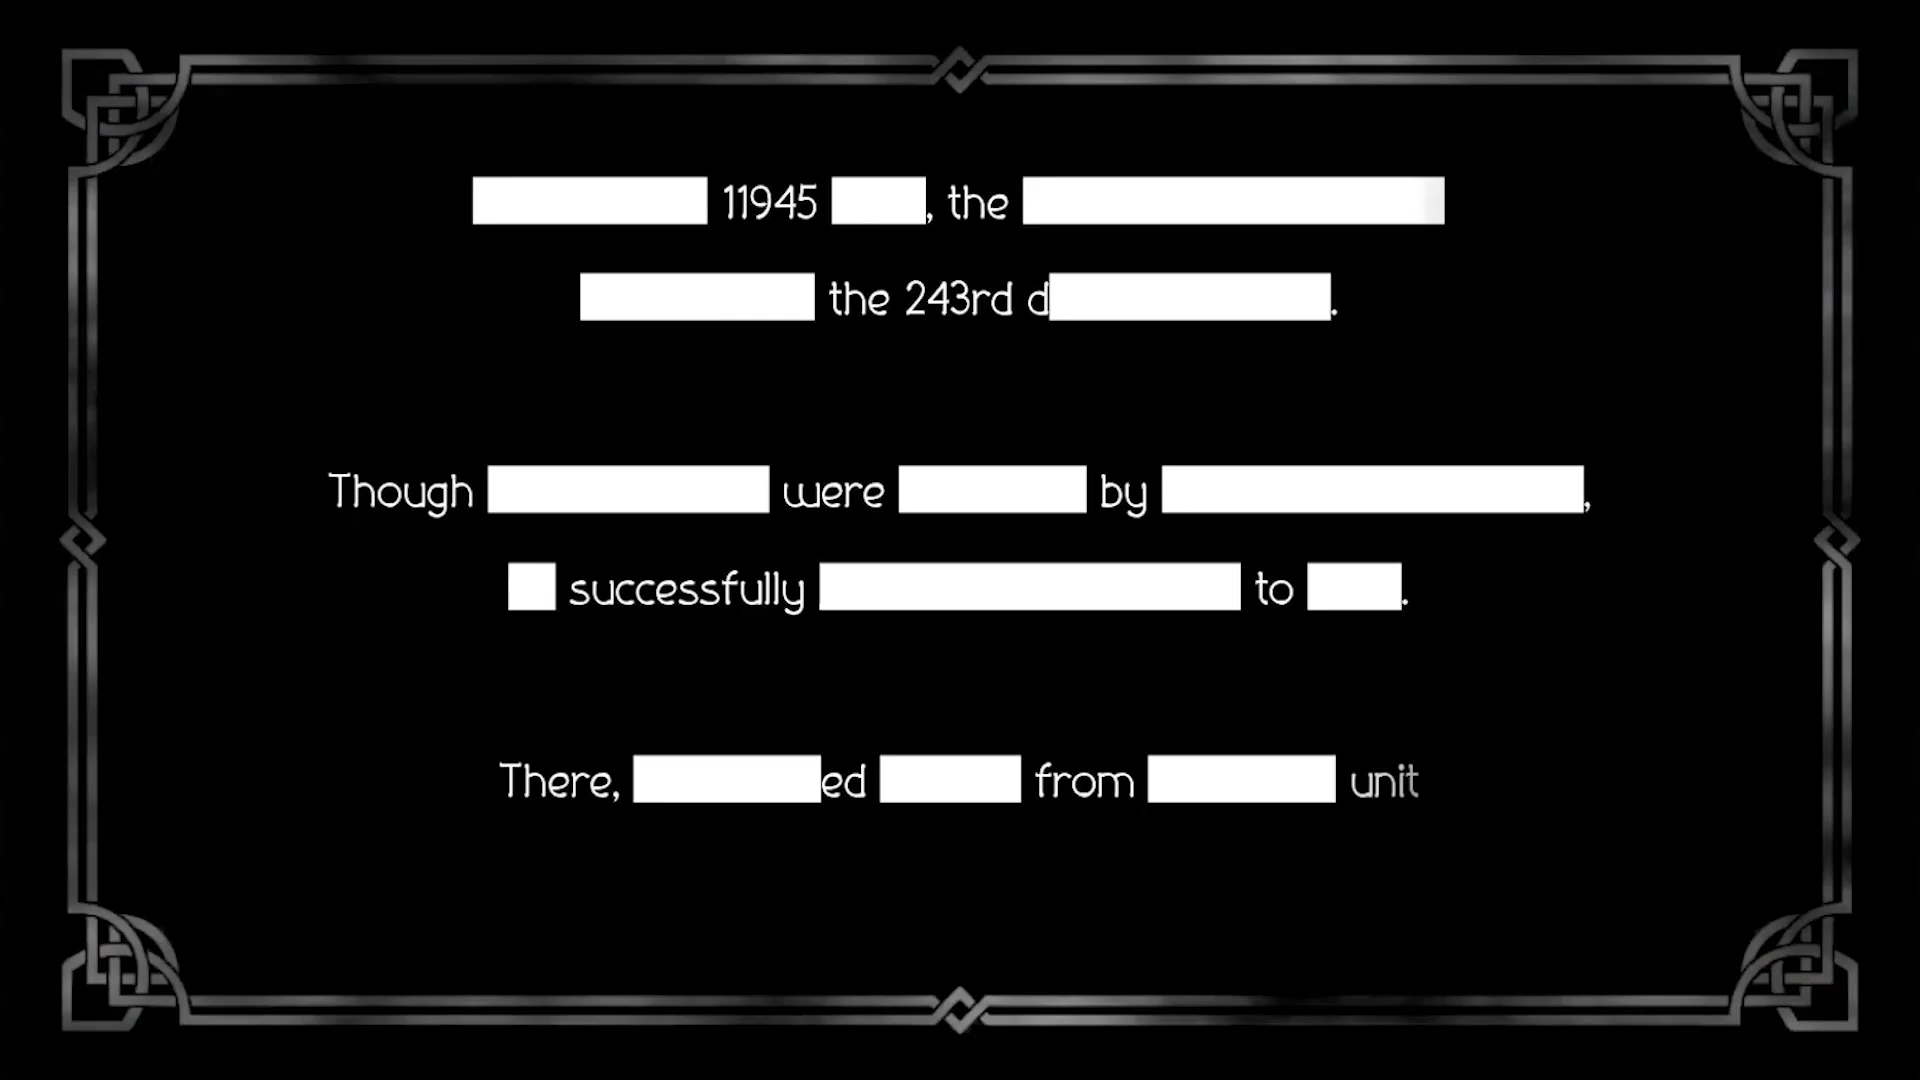 11945 , the
the 243rd d .
Though were by ,
successfully to .
There, ed from unit